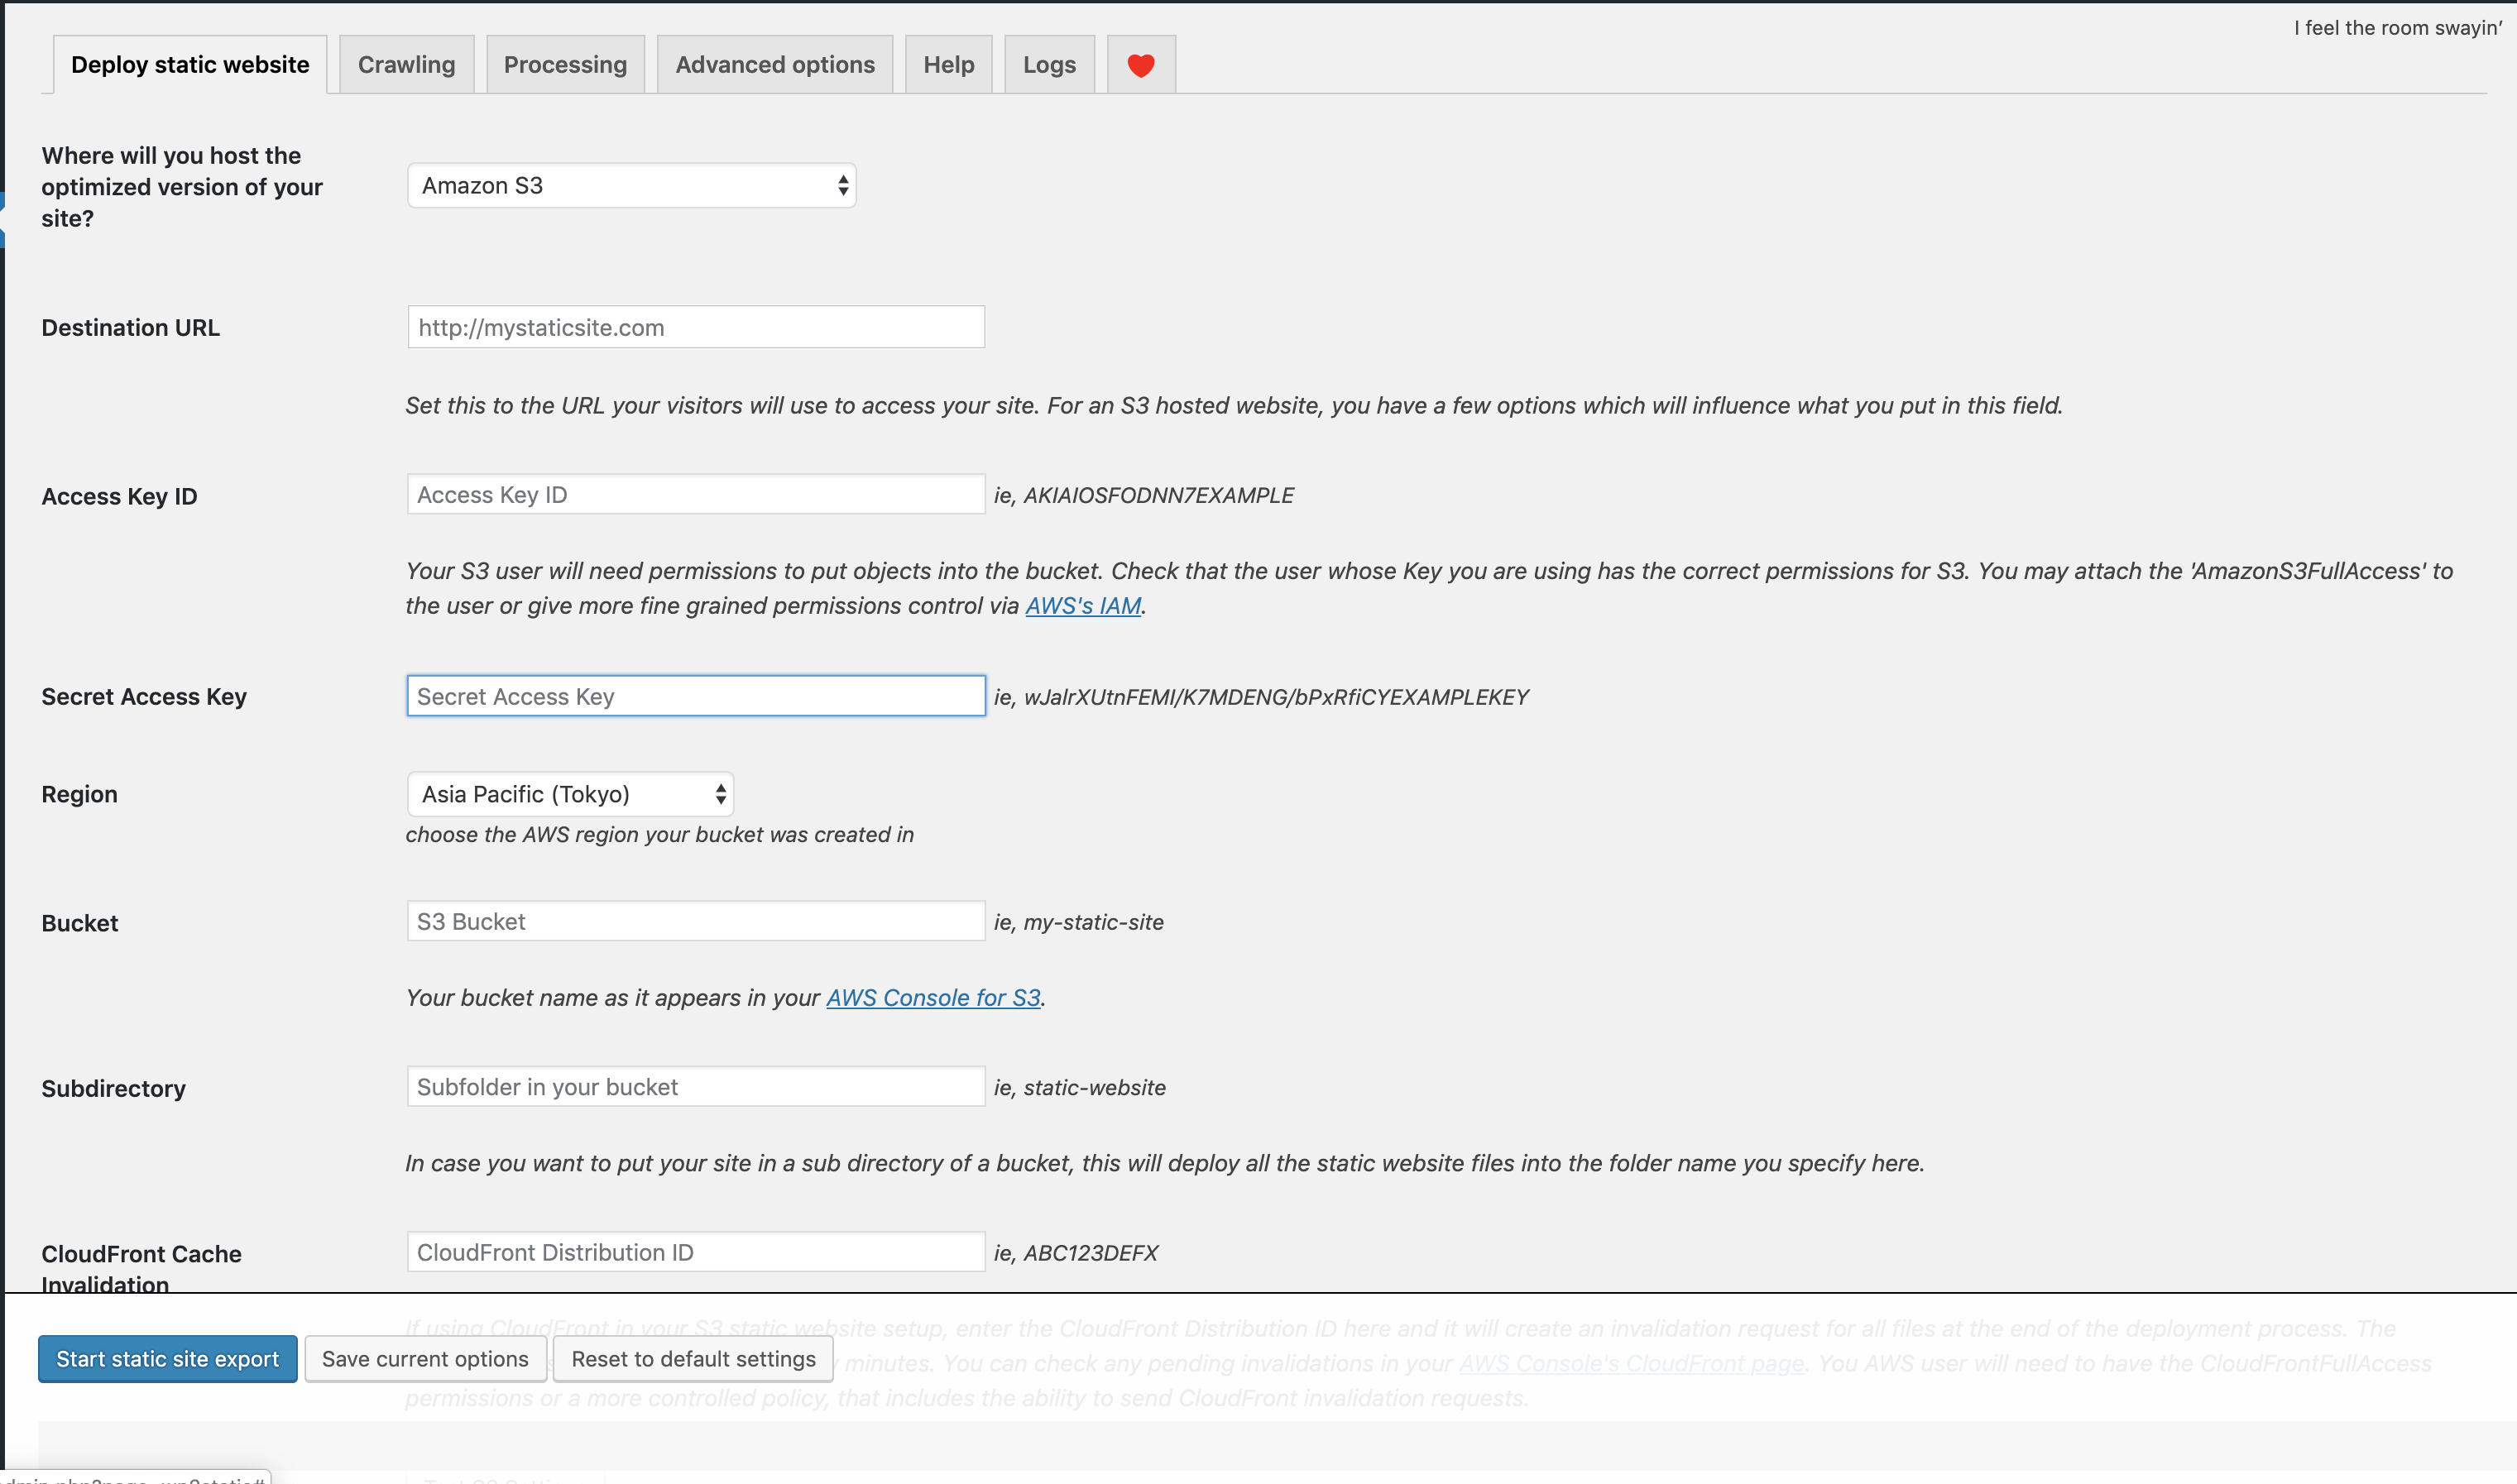 I feel the room swayin’
Deploy static website Crawling Processing Advanced options Help Logs
Where will you host the
optimized version of your
site?
Amazon S3
Destination URL
http://mystaticsite.com
Set this to the URL your visitors will use to access your site. For an S3 hosted website, you have a few options which will influence what you put in this field.
Access Key ID
Access Key ID
ie, AKIAIOSFODNN7EXAMPLE
Your S3 user will need permissions to put objects into the bucket. Check that the user whose Key you are using has the correct permissions for S3. You may attach the 'AmazonS3FullAccess' to
the user or give more fine grained permissions control via AWS's IAM.
Secret Access Key
Secret Access Key
ie, wJalrXUtnFEMI/K7MDENG/bPxRfiCYEXAMPLEKEY
Region
Asia Pacific (Tokyo)
choose the AWS region your bucket was created in
Bucket
S3 Bucket
ie, my-static-site
Your bucket name as it appears in your AWS Console for S3.
Subdirectory
Subfolder in your bucket
ie, static-website
In case you want to put your site in a sub directory of a bucket, this will deploy all the static website files into the folder name you specify here.
CloudFront Cache
Invalidation
CloudFront Distribution ID
ie, ABC123DEFX
If using CloudFront in your S3 static website setup, enter the CloudFront Distribution ID here and it will create an invalidation request for all files at the end of the deployment process. The
minutes. You can check any pending invalidations in your AWS Console's CloudFront page. You AWS user will need to have the CloudFrontFullAccess
permissions or a more controlled policy, that includes the ability to send CloudFront invalidation requests.
Start static site export Save current options Reset to default settings